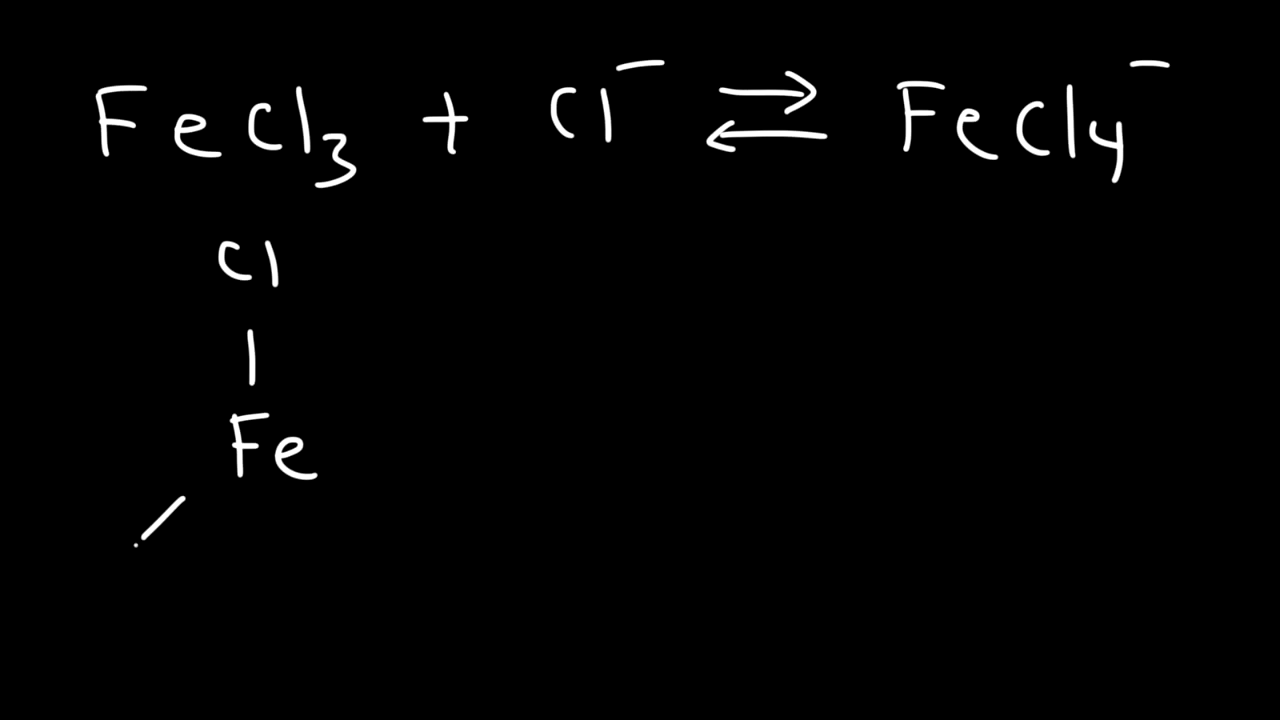 FeCl₃ + Cl⁻ ⇌ FeCl₄⁻
Cl
|
Fe
/